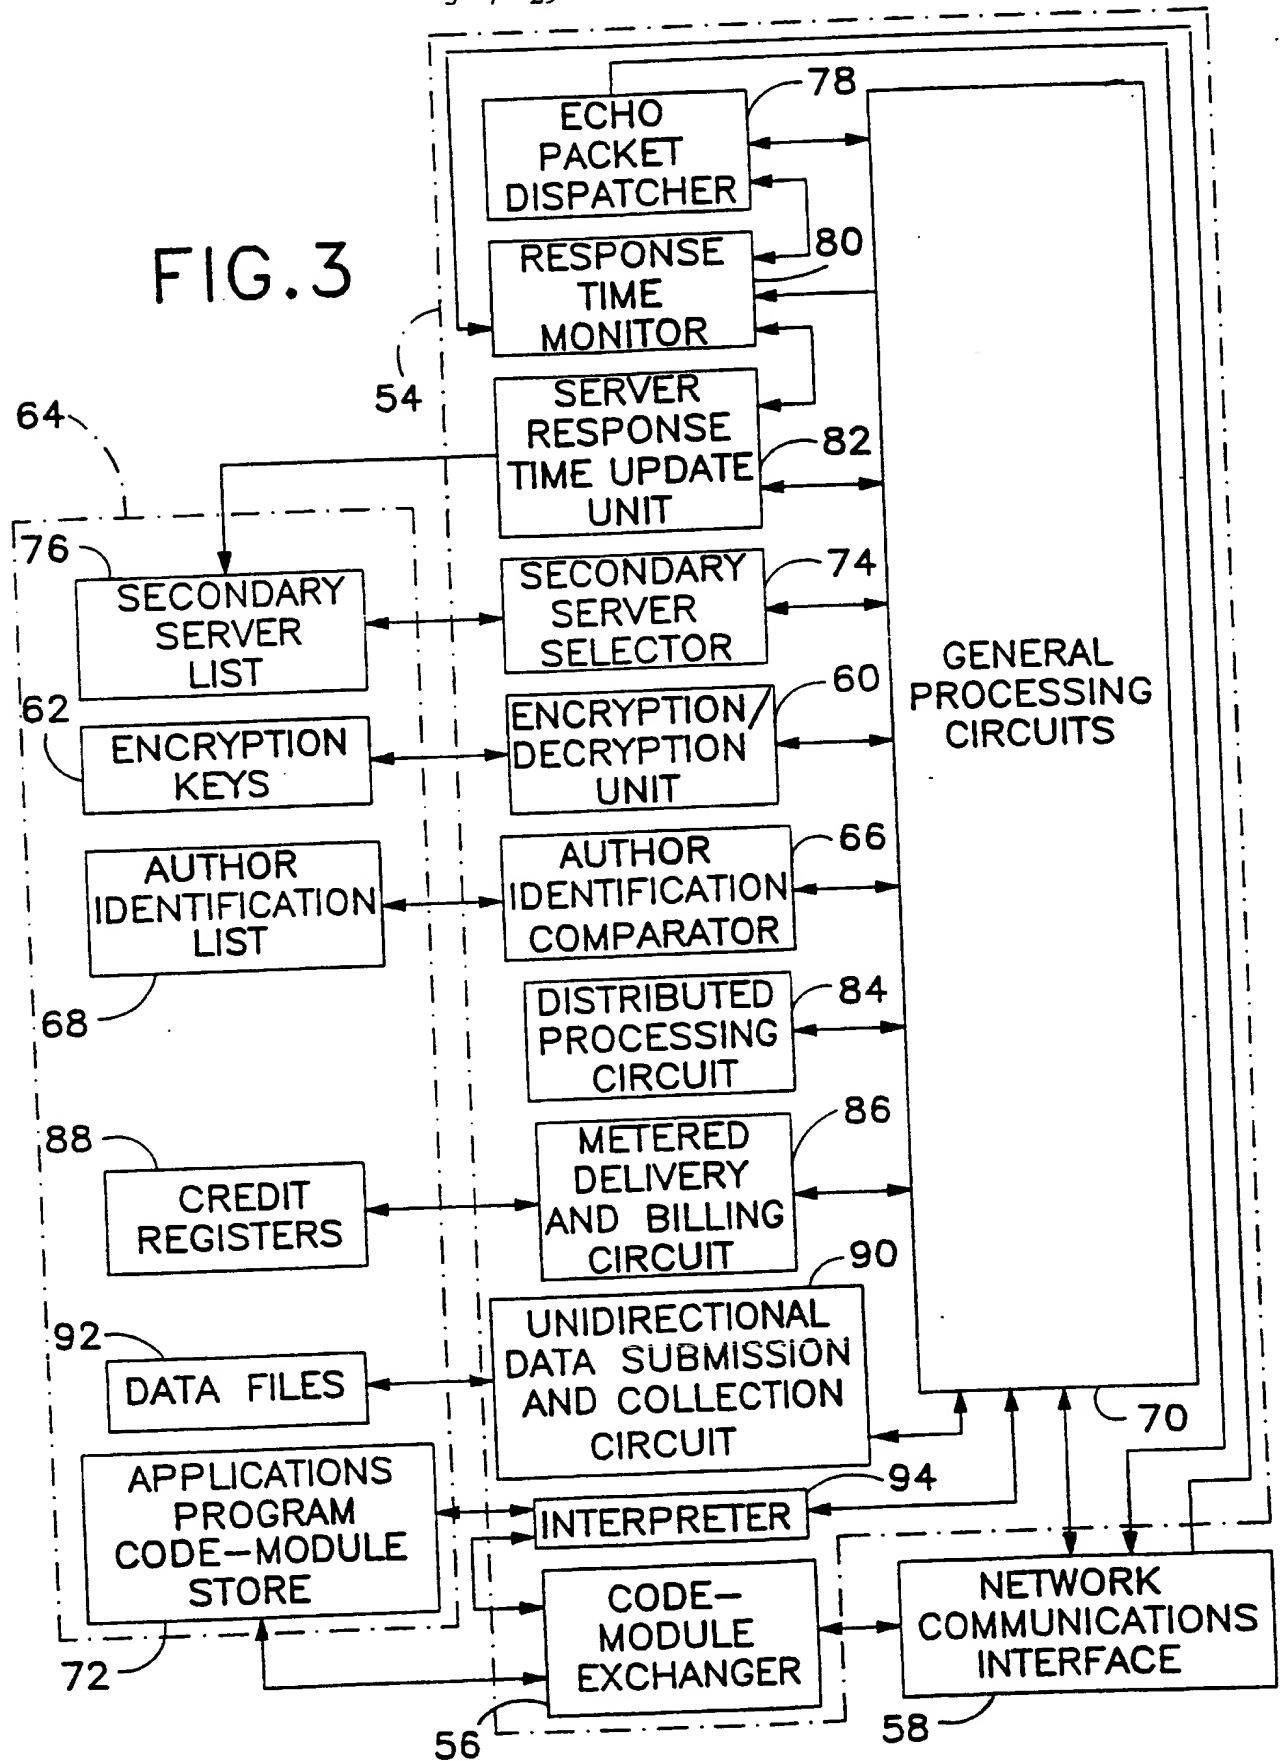 FIG.3
54
64
ECHO
PACKET
DISPATCHER
78
RESPONSE
TIME
MONITOR
80
SERVER
RESPONSE
TIME UPDATE
UNIT
82
76
SECONDARY
SERVER
LIST
SECONDARY
SERVER
SELECTOR
74
62
ENCRYPTION
KEYS
ENCRYPTION/
DECRYPTION
UNIT
60
AUTHOR
IDENTIFICATION
LIST
68
AUTHOR
IDENTIFICATION
COMPARATOR
66
DISTRIBUTED
PROCESSING
CIRCUIT
84
88
CREDIT
REGISTERS
METERED
DELIVERY
AND BILLING
CIRCUIT
86
92
DATA FILES
UNIDIRECTIONAL
DATA SUBMISSION
AND COLLECTION
CIRCUIT
90
GENERAL
PROCESSING
CIRCUITS
70
APPLICATIONS
PROGRAM
CODE-MODULE
STORE
72
INTERPRETER
94
CODE-
MODULE
EXCHANGER
56
NETWORK
COMMUNICATIONS
INTERFACE
58